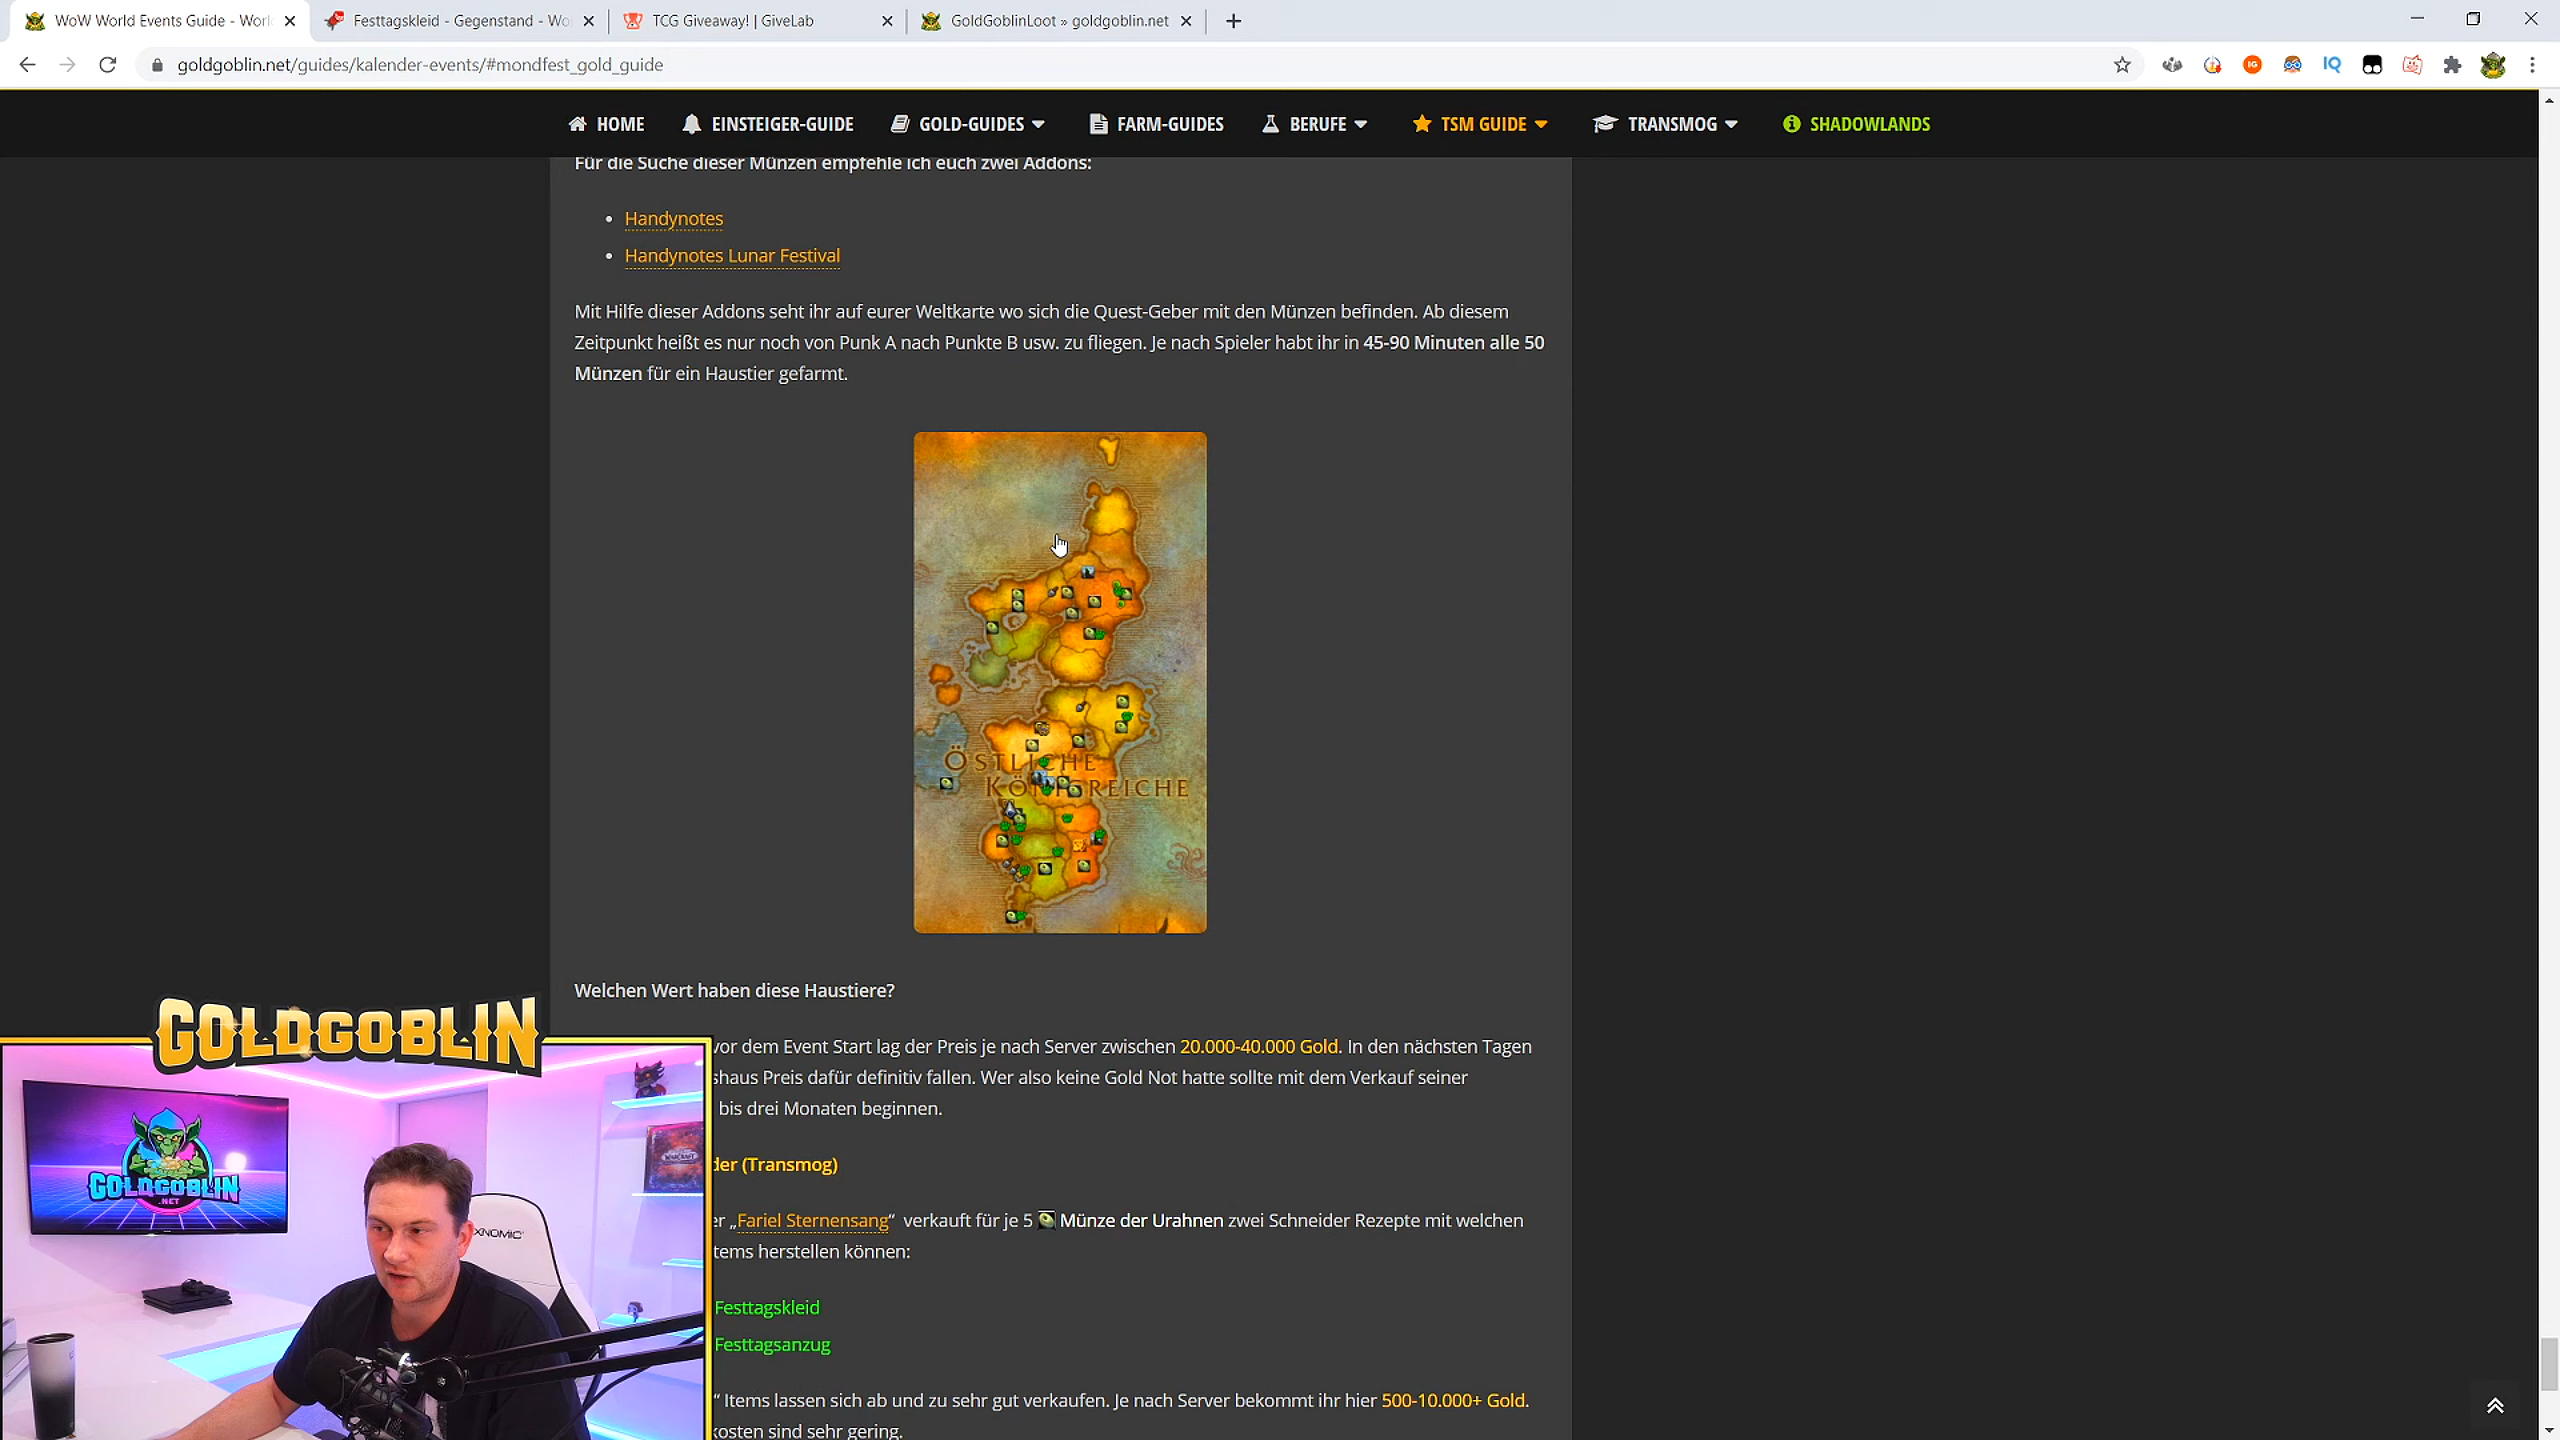 WoW World Events Guide - Worl
Festtagskleid - Gegenstand - Wo
TCG Giveaway! | GiveLab
GoldGoblinLoot » goldgoblin.net
goldgoblin.net/guides/kalender-events/#mondfest_gold_guide
HOME
EINSTEIGER-GUIDE
GOLD-GUIDES
FARM-GUIDES
BERUFE
TSM GUIDE
TRANSMOG
SHADOWLANDS
Für die Suche dieser Münzen empfehle ich euch zwei Addons:
Handynotes
Handynotes Lunar Festival
Mit Hilfe dieser Addons seht ihr auf eurer Weltkarte wo sich die Quest-Geber mit den Münzen befinden. Ab diesem
Zeitpunkt heißt es nur noch von Punk A nach Punkte B usw. zu fliegen. Je nach Spieler habt ihr in 45-90 Minuten alle 50
Münzen für ein Haustier gefarmt.
ÖSTLICHE
KÖNIGREICHE
Welchen Wert haben diese Haustiere?
vor dem Event Start lag der Preis je nach Server zwischen 20.000-40.000 Gold. In den nächsten Tagen
shaus Preis dafür definitiv fallen. Wer also keine Gold Not hatte sollte mit dem Verkauf seiner
bis drei Monaten beginnen.
der (Transmog)
er „Fariel Sternensang“ verkauft für je 5 Münze der Urahnen zwei Schneider Rezepte mit welchen
tems herstellen können:
Festtagskleid
Festtagsanzug
“ Items lassen sich ab und zu sehr gut verkaufen. Je nach Server bekommt ihr hier 500-10.000+ Gold.
kosten sind sehr gering.
GOLDGOBLIN
GOLDGOBLIN
.NET
XNOMIC
WARCRAFT
IQ
IG